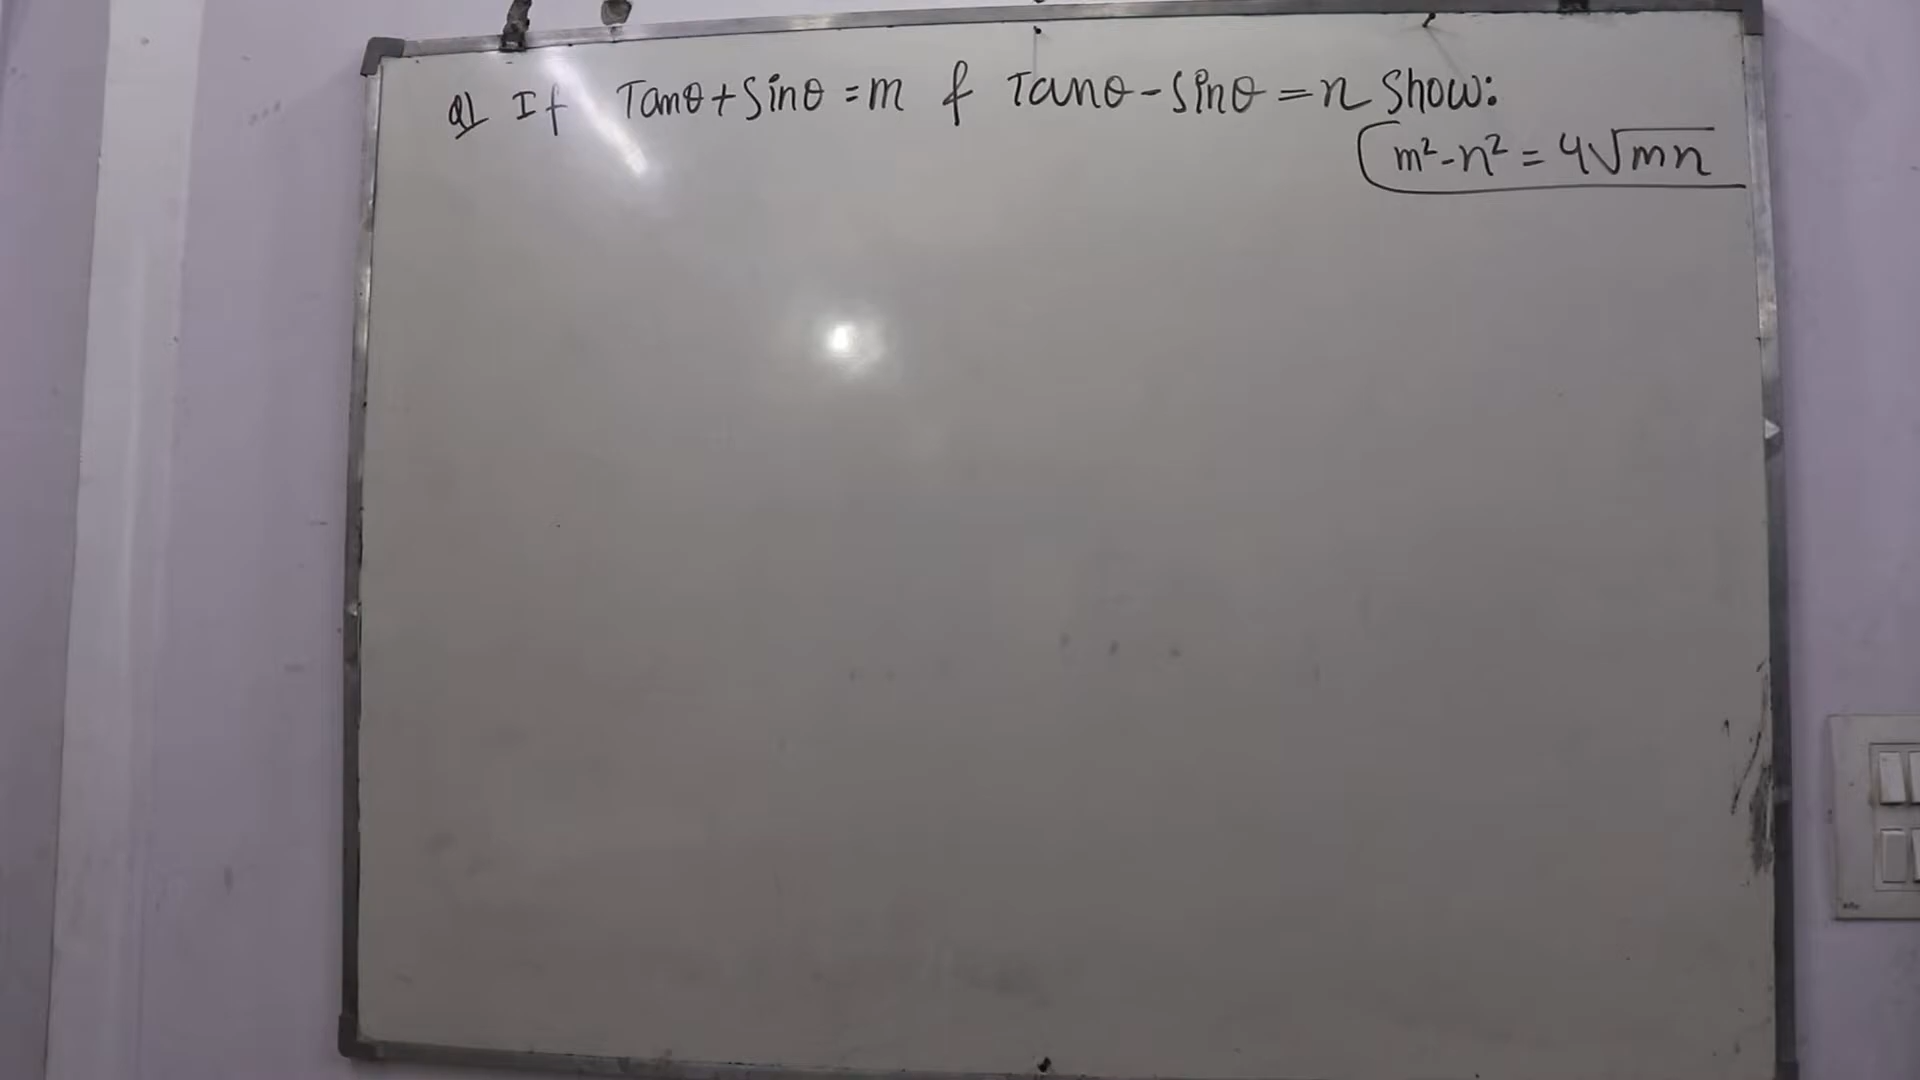 Q1 If Tanθ+Sinθ=m & Tanθ-Sinθ=n Show:
m²-n²=4√mn